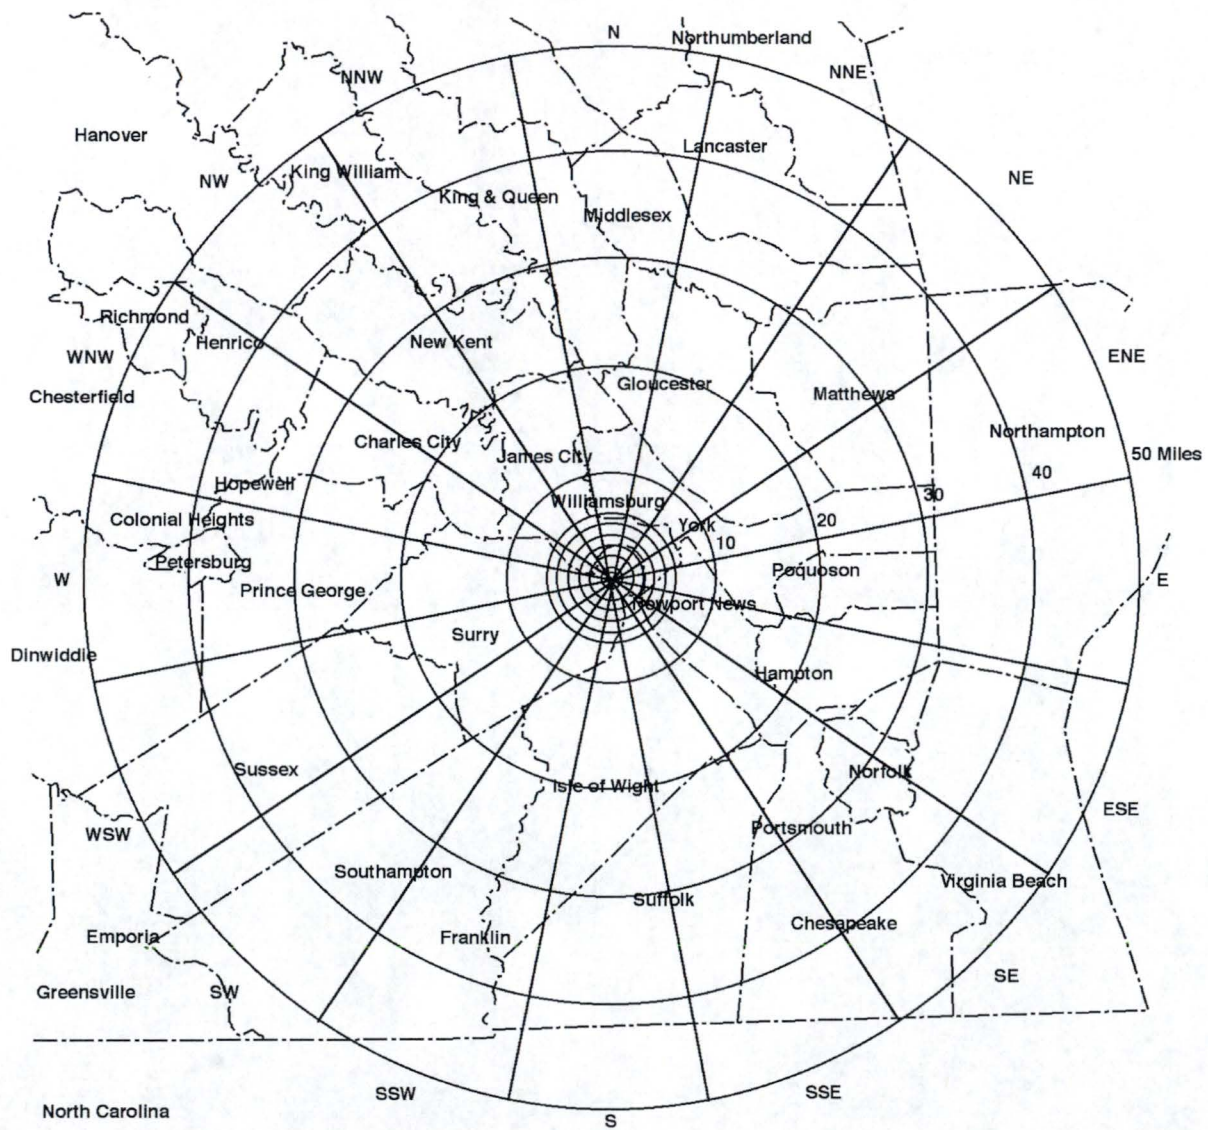 N
Northumberland
NNW
NNE
Hanover
Lancaster
King William
NW
NE
King & Queen
Middlesex
Richmond
Henrico
New Kent
WNW
ENE
Gloucester
Chesterfield
Matthews
Northampton
Charles City
James City
50 Miles
40
Hopewell
30
Williamsburg
Colonial Heights
York
20
10
Petersburg
Poquoson
W
E
Prince George
Newport News
Surry
Dinwiddie
Hampton
Sussex
Norfolk
Isle of Wight
ESE
WSW
Portsmouth
Southampton
Virginia Beach
Suffolk
Chesapeake
Emporia
Franklin
SE
Greensville
SW
SSW
SSE
North Carolina
S